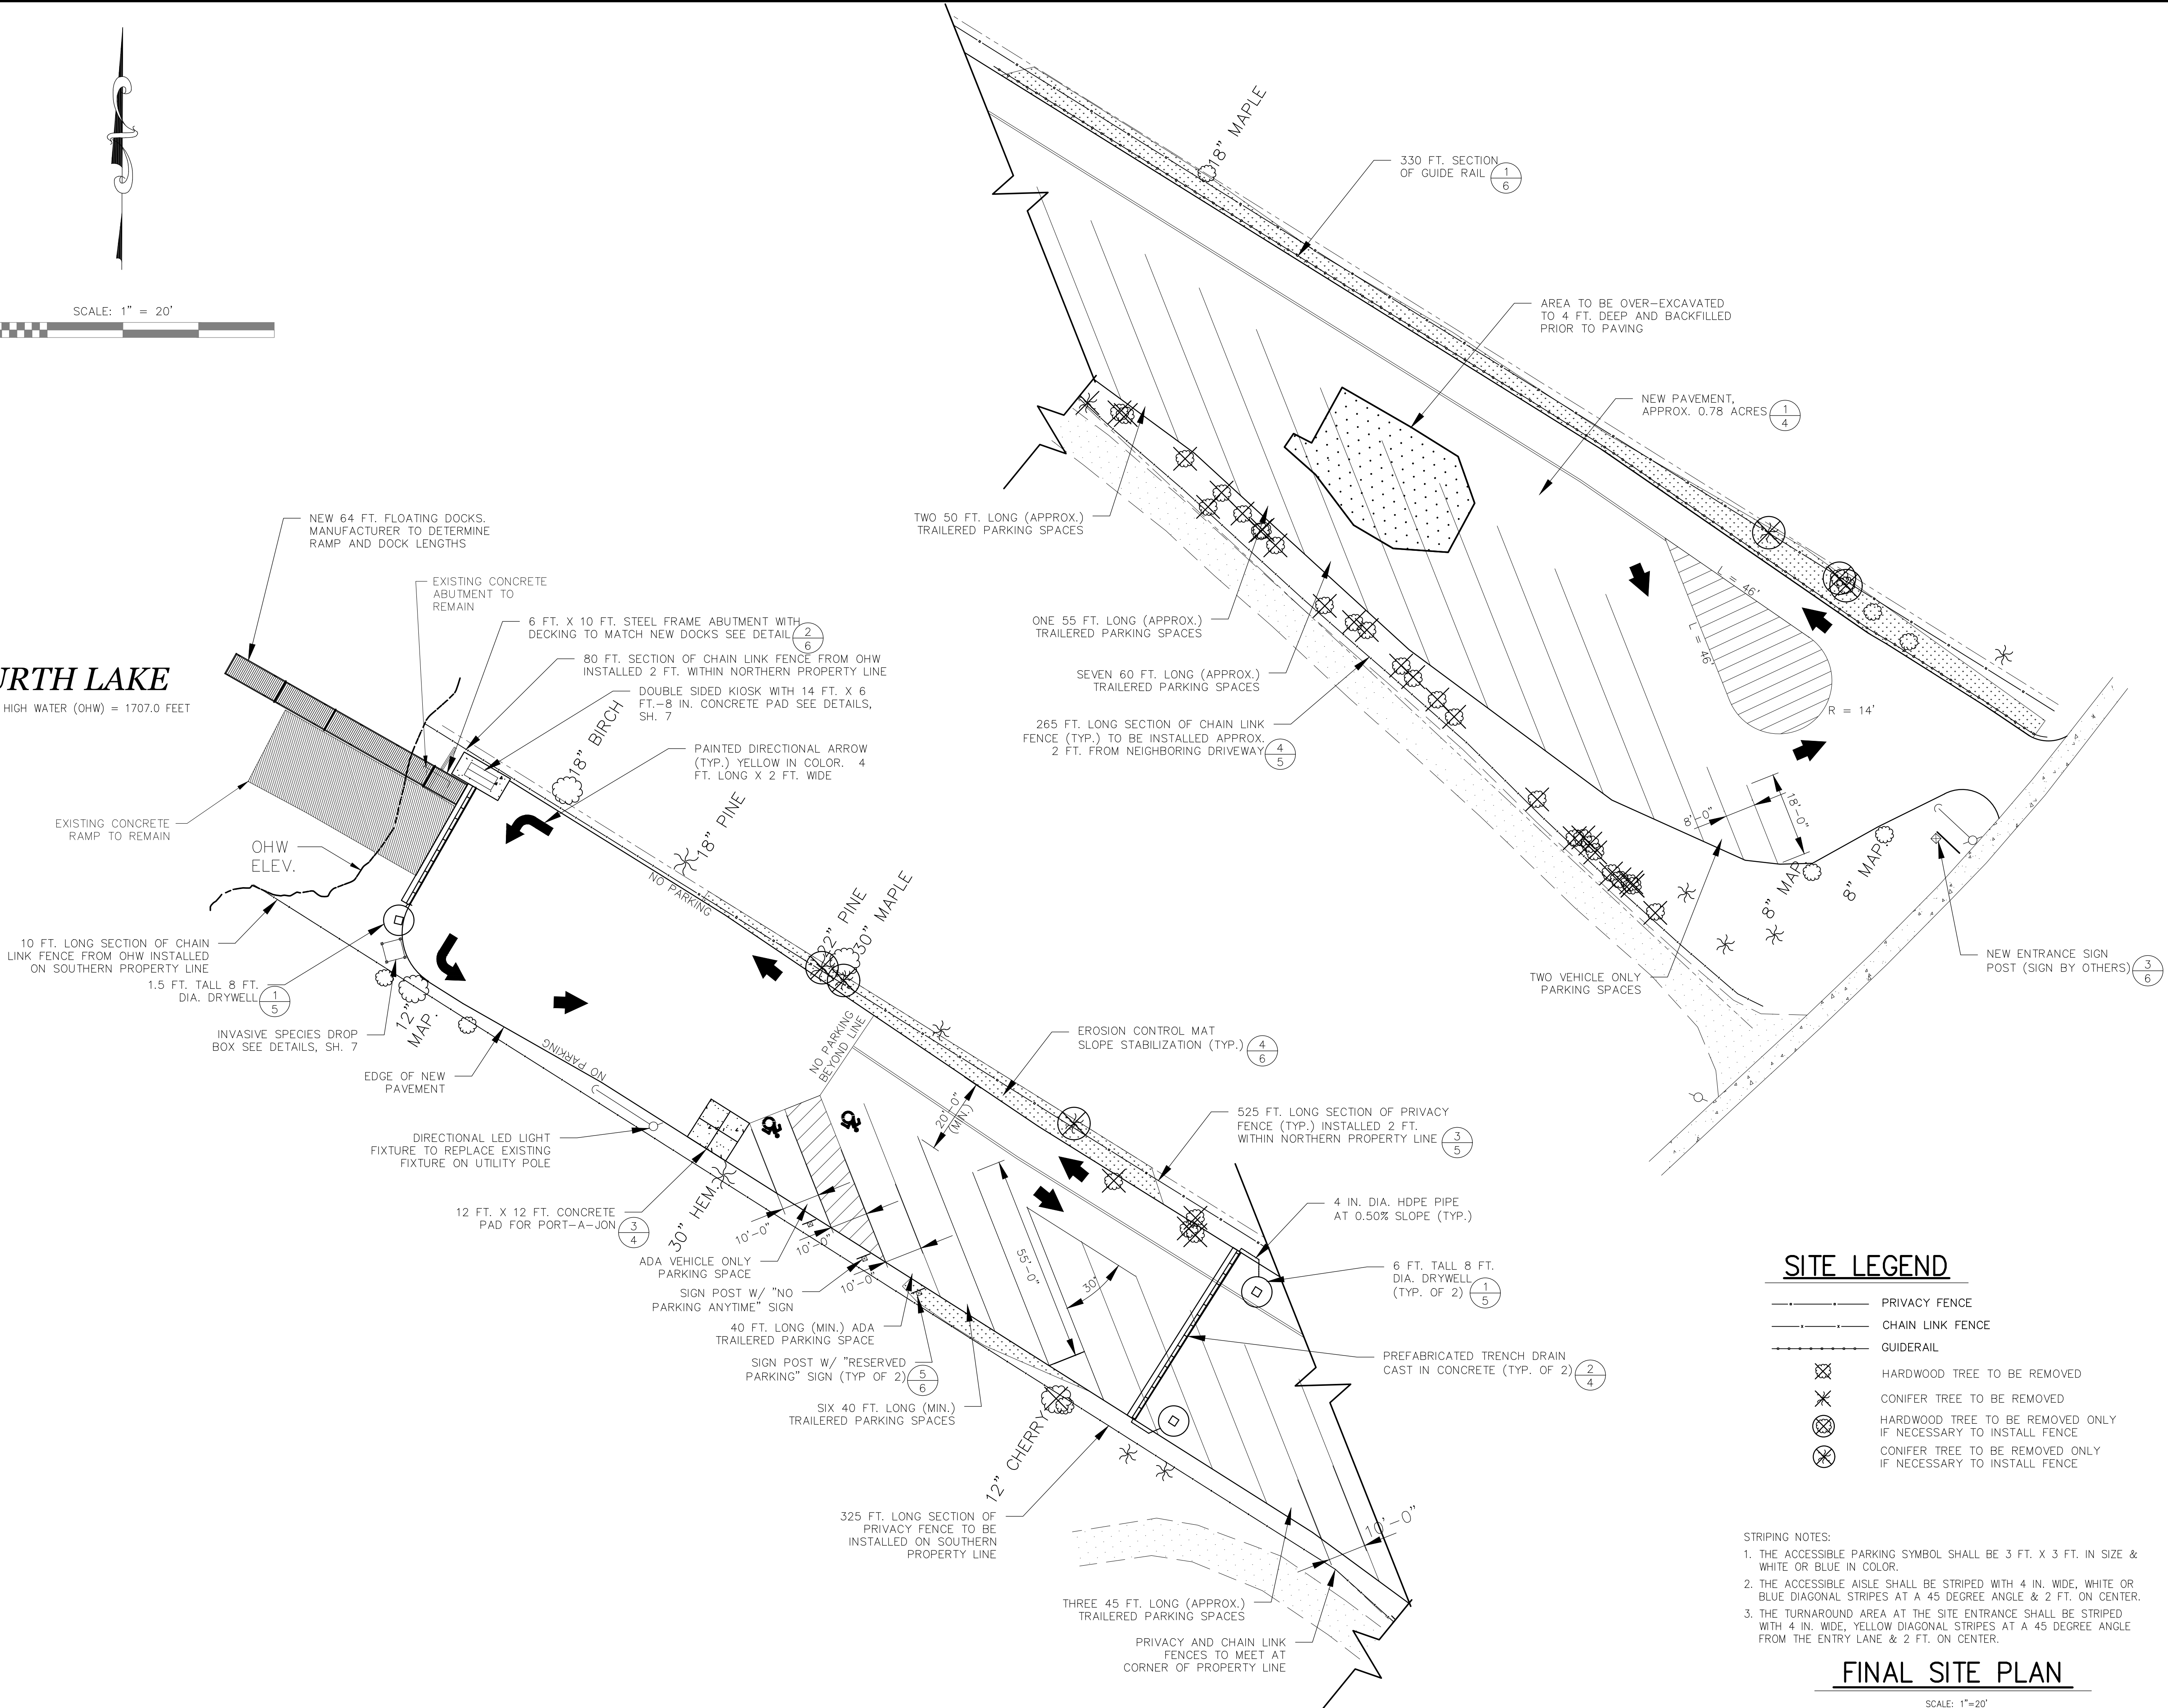 SCALE: 1" = 20'
18" MAPLE
330 FT. SECTION
OF GUIDE RAIL
1
6
AREA TO BE OVER-EXCAVATED
TO 4 FT. DEEP AND BACKFILLED
PRIOR TO PAVING
NEW PAVEMENT,
APPROX. 0.78 ACRES
1
4
TWO 50 FT. LONG (APPROX.)
TRAILERED PARKING SPACES
ONE 55 FT. LONG (APPROX.)
TRAILERED PARKING SPACES
SEVEN 60 FT. LONG (APPROX.)
TRAILERED PARKING SPACES
265 FT. LONG SECTION OF CHAIN LINK
FENCE (TYP.) TO BE INSTALLED APPROX.
2 FT. FROM NEIGHBORING DRIVEWAY
4
5
L = 46'
L = 46'
R = 14'
18'-0"
8'-0"
8" MAP.
8" MAP.
TWO VEHICLE ONLY
PARKING SPACES
NEW ENTRANCE SIGN
POST (SIGN BY OTHERS)
3
6
NEW 64 FT. FLOATING DOCKS.
MANUFACTURER TO DETERMINE
RAMP AND DOCK LENGTHS
EXISTING CONCRETE
ABUTMENT TO
REMAIN
6 FT. X 10 FT. STEEL FRAME ABUTMENT WITH
DECKING TO MATCH NEW DOCKS SEE DETAIL
2
6
80 FT. SECTION OF CHAIN LINK FENCE FROM OHW
INSTALLED 2 FT. WITHIN NORTHERN PROPERTY LINE
DOUBLE SIDED KIOSK WITH 14 FT. X 6
FT.-8 IN. CONCRETE PAD SEE DETAILS,
SH. 7
PAINTED DIRECTIONAL ARROW
(TYP.) YELLOW IN COLOR. 4
FT. LONG X 2 FT. WIDE
URTH LAKE
HIGH WATER (OHW) = 1707.0 FEET
EXISTING CONCRETE
RAMP TO REMAIN
OHW
ELEV.
18" BIRCH
18" PINE
NO PARKING
22" PINE
30" MAPLE
10 FT. LONG SECTION OF CHAIN
LINK FENCE FROM OHW INSTALLED
ON SOUTHERN PROPERTY LINE
1.5 FT. TALL 8 FT.
DIA. DRYWELL
1
5
INVASIVE SPECIES DROP
BOX SEE DETAILS, SH. 7
12"
MAP.
EDGE OF NEW
PAVEMENT
NO PARKING
NO PARKING
BEYOND LINE
DIRECTIONAL LED LIGHT
FIXTURE TO REPLACE EXISTING
FIXTURE ON UTILITY POLE
12 FT. X 12 FT. CONCRETE
PAD FOR PORT-A-JON
3
4
30" HEM.
EROSION CONTROL MAT
SLOPE STABILIZATION (TYP.)
4
6
20'-0"
(MIN.)
525 FT. LONG SECTION OF PRIVACY
FENCE (TYP.) INSTALLED 2 FT.
WITHIN NORTHERN PROPERTY LINE
3
5
4 IN. DIA. HDPE PIPE
AT 0.50% SLOPE (TYP.)
6 FT. TALL 8 FT.
DIA. DRYWELL
(TYP. OF 2)
1
5
PREFABRICATED TRENCH DRAIN
CAST IN CONCRETE (TYP. OF 2)
2
4
10'-0"
10'-0"
10'-0"
55'-0"
30'
ADA VEHICLE ONLY
PARKING SPACE
SIGN POST W/ "NO
PARKING ANYTIME" SIGN
40 FT. LONG (MIN.) ADA
TRAILERED PARKING SPACE
SIGN POST W/ "RESERVED
PARKING" SIGN (TYP OF 2)
5
6
SIX 40 FT. LONG (MIN.)
TRAILERED PARKING SPACES
12" CHERRY
325 FT. LONG SECTION OF
PRIVACY FENCE TO BE
INSTALLED ON SOUTHERN
PROPERTY LINE
10'-0"
THREE 45 FT. LONG (APPROX.)
TRAILERED PARKING SPACES
PRIVACY AND CHAIN LINK
FENCES TO MEET AT
CORNER OF PROPERTY LINE
SITE LEGEND
PRIVACY FENCE
CHAIN LINK FENCE
GUIDERAIL
HARDWOOD TREE TO BE REMOVED
CONIFER TREE TO BE REMOVED
HARDWOOD TREE TO BE REMOVED ONLY
IF NECESSARY TO INSTALL FENCE
CONIFER TREE TO BE REMOVED ONLY
IF NECESSARY TO INSTALL FENCE
STRIPING NOTES:
1. THE ACCESSIBLE PARKING SYMBOL SHALL BE 3 FT. X 3 FT. IN SIZE &
WHITE OR BLUE IN COLOR.
2. THE ACCESSIBLE AISLE SHALL BE STRIPED WITH 4 IN. WIDE, WHITE OR
BLUE DIAGONAL STRIPES AT A 45 DEGREE ANGLE & 2 FT. ON CENTER.
3. THE TURNAROUND AREA AT THE SITE ENTRANCE SHALL BE STRIPED
WITH 4 IN. WIDE, YELLOW DIAGONAL STRIPES AT A 45 DEGREE ANGLE
FROM THE ENTRY LANE & 2 FT. ON CENTER.
FINAL SITE PLAN
SCALE: 1"=20'